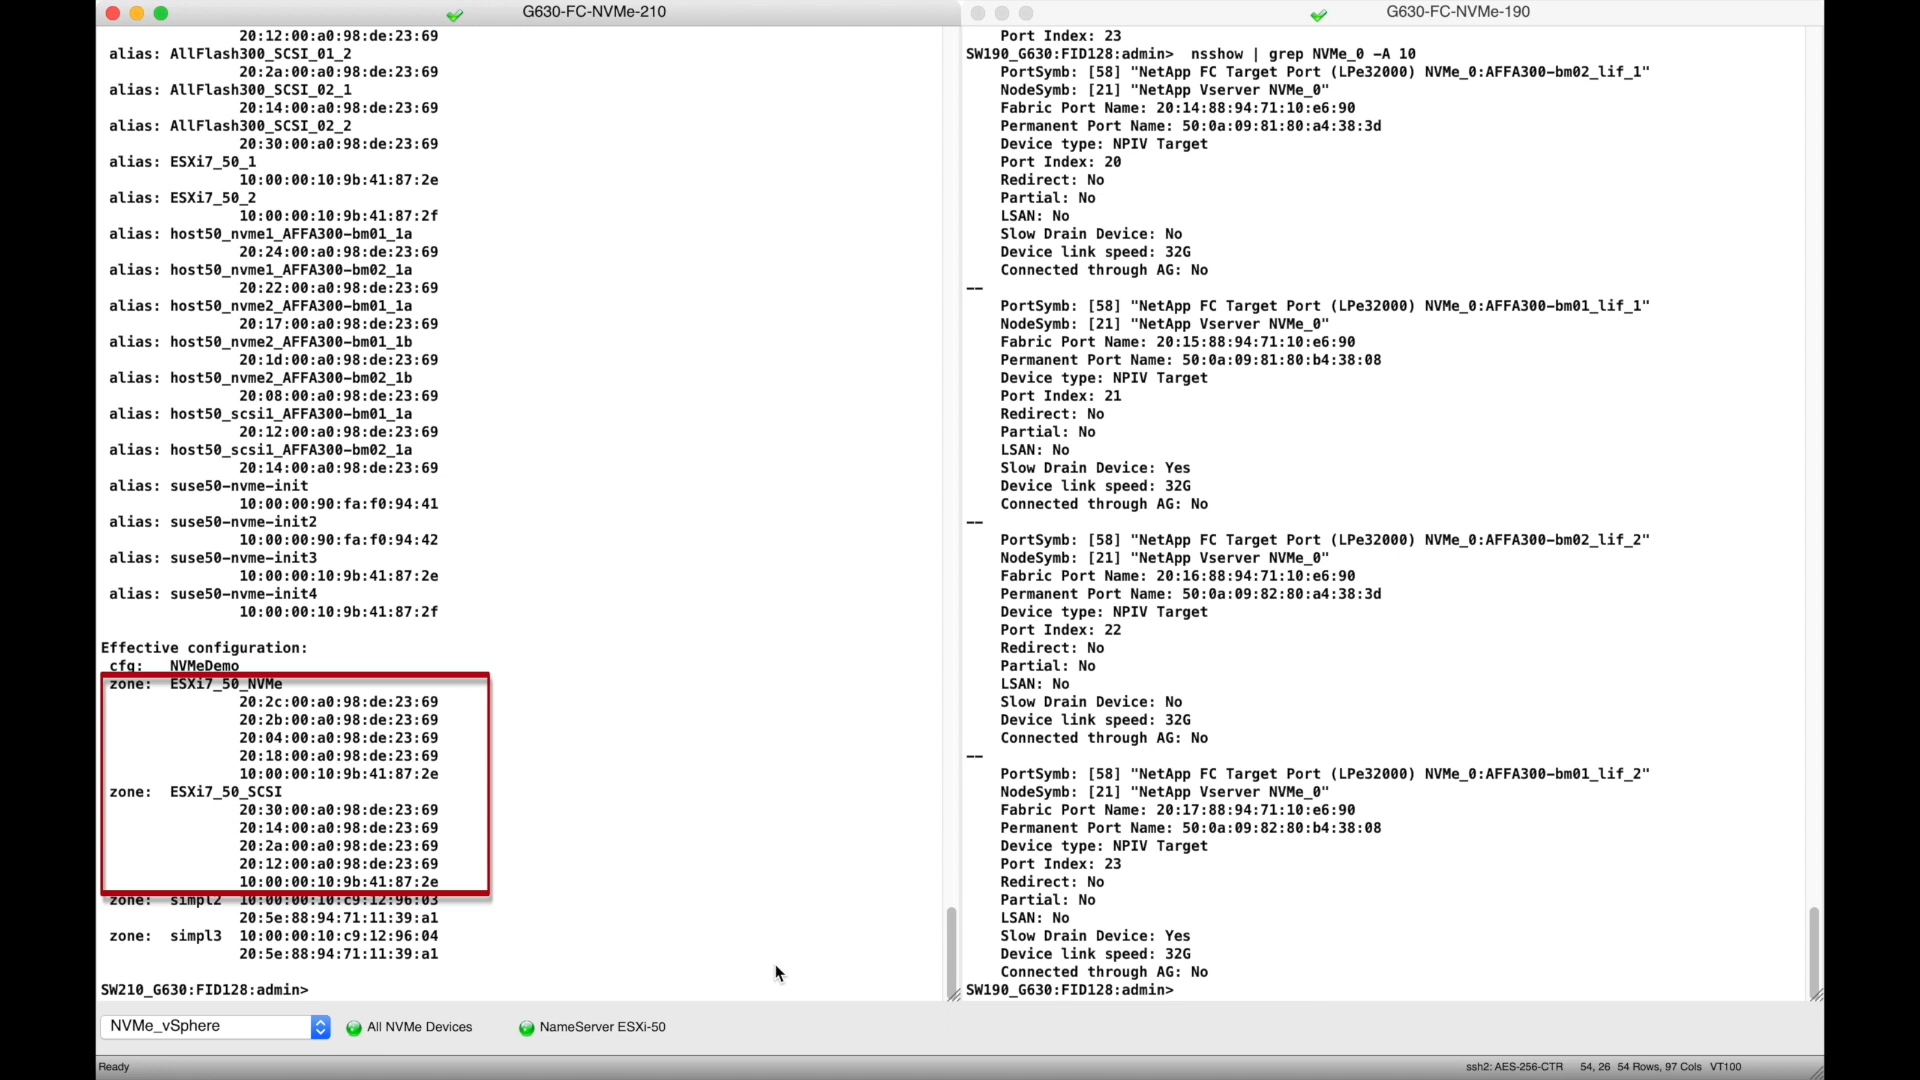 G630-FC-NVMe-210
20:12:00:a0:98:de:23:69
alias: AllFlash300_SCSI_01_2
20:2a:00:a0:98:de:23:69
alias: AllFlash300_SCSI_02_1
20:14:00:a0:98:de:23:69
alias: AllFlash300_SCSI_02_2
20:30:00:a0:98:de:23:69
alias: ESXi7_50_1
10:00:00:10:9b:41:87:2e
alias: ESXi7_50_2
10:00:00:10:9b:41:87:2f
alias: host50_nvme1_AFFA300-bm01_1a
20:24:00:a0:98:de:23:69
alias: host50_nvme1_AFFA300-bm02_1a
20:22:00:a0:98:de:23:69
alias: host50_nvme2_AFFA300-bm01_1a
20:17:00:a0:98:de:23:69
alias: host50_nvme2_AFFA300-bm01_1b
20:1d:00:a0:98:de:23:69
alias: host50_nvme2_AFFA300-bm02_1b
20:08:00:a0:98:de:23:69
alias: host50_scsi1_AFFA300-bm01_1a
20:12:00:a0:98:de:23:69
alias: host50_scsi1_AFFA300-bm02_1a
20:14:00:a0:98:de:23:69
alias: suse50-nvme-init
10:00:00:90:fa:f0:94:41
alias: suse50-nvme-init2
10:00:00:90:fa:f0:94:42
alias: suse50-nvme-init3
10:00:00:10:9b:41:87:2e
alias: suse50-nvme-init4
10:00:00:10:9b:41:87:2f
Effective configuration:
cfg: NVMeDemo
zone: ESXi7_50_NVMe
20:2c:00:a0:98:de:23:69
20:2b:00:a0:98:de:23:69
20:04:00:a0:98:de:23:69
20:18:00:a0:98:de:23:69
10:00:00:10:9b:41:87:2e
zone: ESXi7_50_SCSI
20:30:00:a0:98:de:23:69
20:14:00:a0:98:de:23:69
20:2a:00:a0:98:de:23:69
20:12:00:a0:98:de:23:69
10:00:00:10:9b:41:87:2e
zone: simpl2 10:00:00:10:c9:12:96:03
20:5e:88:94:71:11:39:a1
zone: simpl3 10:00:00:10:c9:12:96:04
20:5e:88:94:71:11:39:a1
SW210_G630:FID128:admin>
G630-FC-NVMe-190
Port Index: 23
SW190_G630:FID128:admin> nsshow | grep NVMe_0 -A 10
PortSymb: [58] "NetApp FC Target Port (LPe32000) NVMe_0:AFFA300-bm02_lif_1"
NodeSymb: [21] "NetApp Vserver NVMe_0"
Fabric Port Name: 20:14:88:94:71:10:e6:90
Permanent Port Name: 50:0a:09:81:80:a4:38:3d
Device type: NPIV Target
Port Index: 20
Redirect: No
Partial: No
LSAN: No
Slow Drain Device: No
Device link speed: 32G
Connected through AG: No
--
PortSymb: [58] "NetApp FC Target Port (LPe32000) NVMe_0:AFFA300-bm01_lif_1"
NodeSymb: [21] "NetApp Vserver NVMe_0"
Fabric Port Name: 20:15:88:94:71:10:e6:90
Permanent Port Name: 50:0a:09:81:80:b4:38:08
Device type: NPIV Target
Port Index: 21
Redirect: No
Partial: No
LSAN: No
Slow Drain Device: Yes
Device link speed: 32G
Connected through AG: No
--
PortSymb: [58] "NetApp FC Target Port (LPe32000) NVMe_0:AFFA300-bm02_lif_2"
NodeSymb: [21] "NetApp Vserver NVMe_0"
Fabric Port Name: 20:16:88:94:71:10:e6:90
Permanent Port Name: 50:0a:09:82:80:a4:38:3d
Device type: NPIV Target
Port Index: 22
Redirect: No
Partial: No
LSAN: No
Slow Drain Device: No
Device link speed: 32G
Connected through AG: No
--
PortSymb: [58] "NetApp FC Target Port (LPe32000) NVMe_0:AFFA300-bm01_lif_2"
NodeSymb: [21] "NetApp Vserver NVMe_0"
Fabric Port Name: 20:17:88:94:71:10:e6:90
Permanent Port Name: 50:0a:09:82:80:b4:38:08
Device type: NPIV Target
Port Index: 23
Redirect: No
Partial: No
LSAN: No
Slow Drain Device: Yes
Device link speed: 32G
Connected through AG: No
SW190_G630:FID128:admin>
NVMe_vSphere All NVMe Devices NameServer ESXi-50
Ready ssh2: AES-256-CTR 54, 26 54 Rows, 97 Cols VT100